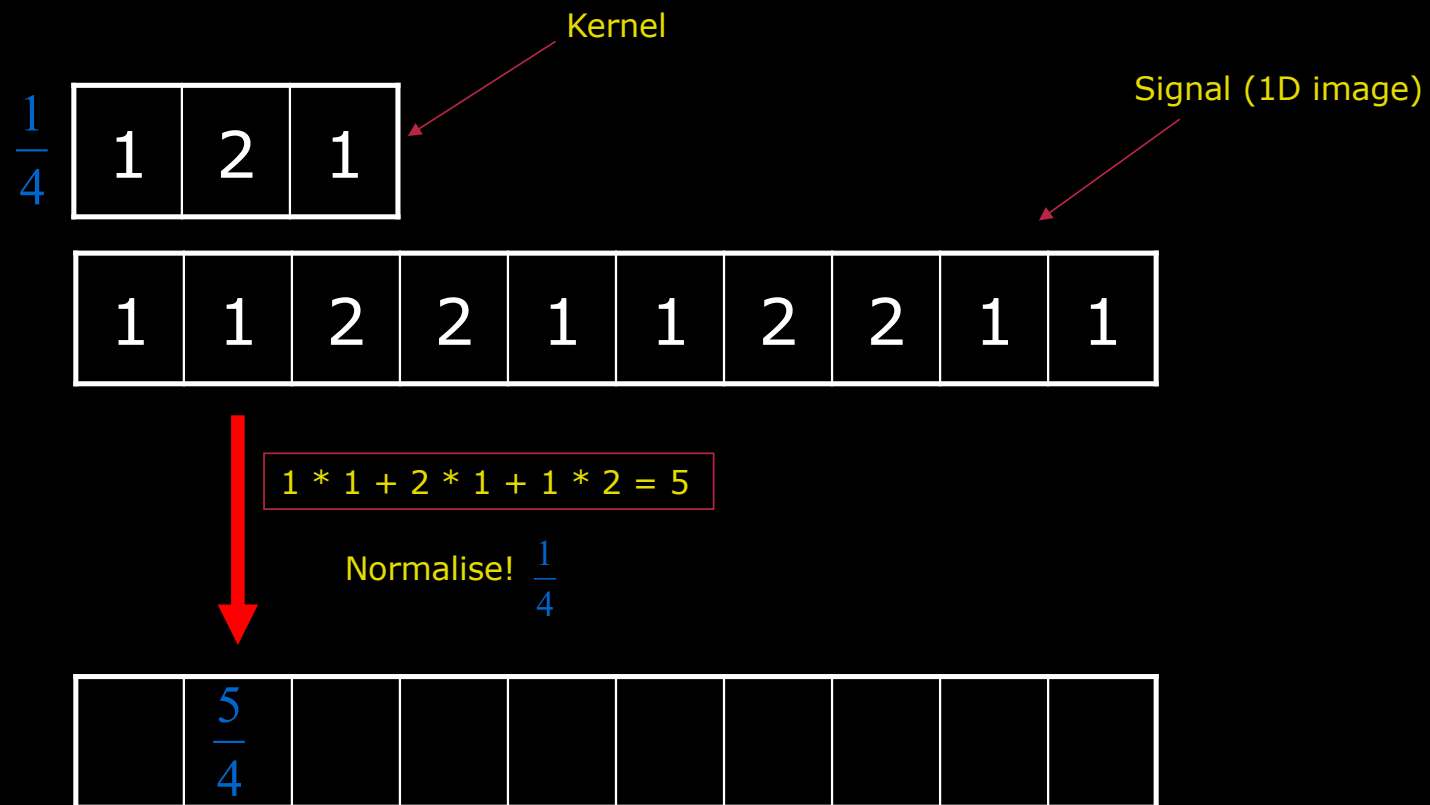 Kernel
Signal (1D image)
1/4 1 2 1
1 1 2 2 1 1 2 2 1 1
1 * 1 + 2 * 1 + 1 * 2 = 5
Normalise! 1/4
5/4